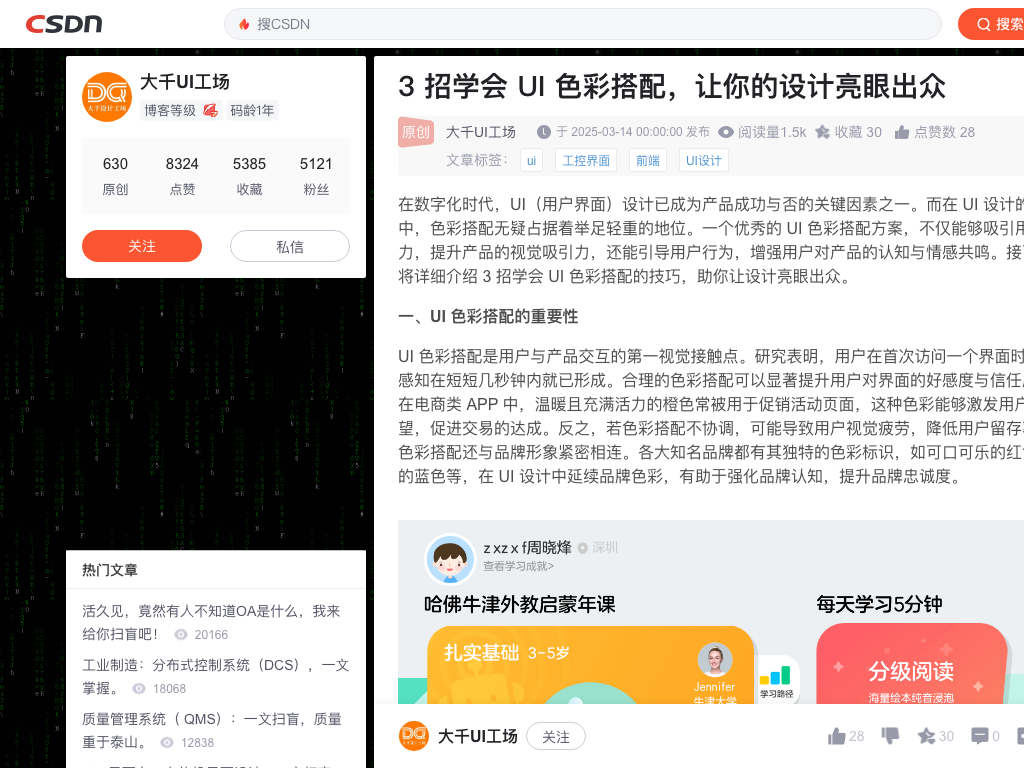 CSDN
搜CSDN
搜索
大千UI工场
博客等级
码龄1年
630
原创
8324
点赞
5385
收藏
5121
粉丝
关注
私信
热门文章
活久见，竟然有人不知道OA是什么，我来
给你扫盲吧！ 20166
工业制造：分布式控制系统（DCS），一文
掌握。 18068
质量管理系统（ QMS）：一文扫盲，质量
重于泰山。 12838
3 招学会 UI 色彩搭配，让你的设计亮眼出众
原创 大千UI工场 于 2025-03-14 00:00:00 发布 阅读量1.5k 收藏 30 点赞数 28
文章标签： ui 工控界面 前端 UI设计
在数字化时代，UI（用户界面）设计已成为产品成功与否的关键因素之一。而在 UI 设计的
中，色彩搭配无疑占据着举足轻重的地位。一个优秀的 UI 色彩搭配方案，不仅能够吸引用
力，提升产品的视觉吸引力，还能引导用户行为，增强用户对产品的认知与情感共鸣。接
将详细介绍 3 招学会 UI 色彩搭配的技巧，助你让设计亮眼出众。
一、UI 色彩搭配的重要性
UI 色彩搭配是用户与产品交互的第一视觉接触点。研究表明，用户在首次访问一个界面时
感知在短短几秒钟内就已形成。合理的色彩搭配可以显著提升用户对界面的好感度与信任
在电商类 APP 中，温暖且充满活力的橙色常被用于促销活动页面，这种色彩能够激发用户
望，促进交易的达成。反之，若色彩搭配不协调，可能导致用户视觉疲劳，降低用户留存
色彩搭配还与品牌形象紧密相连。各大知名品牌都有其独特的色彩标识，如可口可乐的红
的蓝色等，在 UI 设计中延续品牌色彩，有助于强化品牌认知，提升品牌忠诚度。
zxzxf周晓烽 深圳
查看学习成就>
哈佛牛津外教启蒙年课
每天学习5分钟
扎实基础 3-5岁
Jennifer
牛津大学
学习路径
分级阅读
海量绘本纯音浸泡
大千UI工场 关注 28 30 0